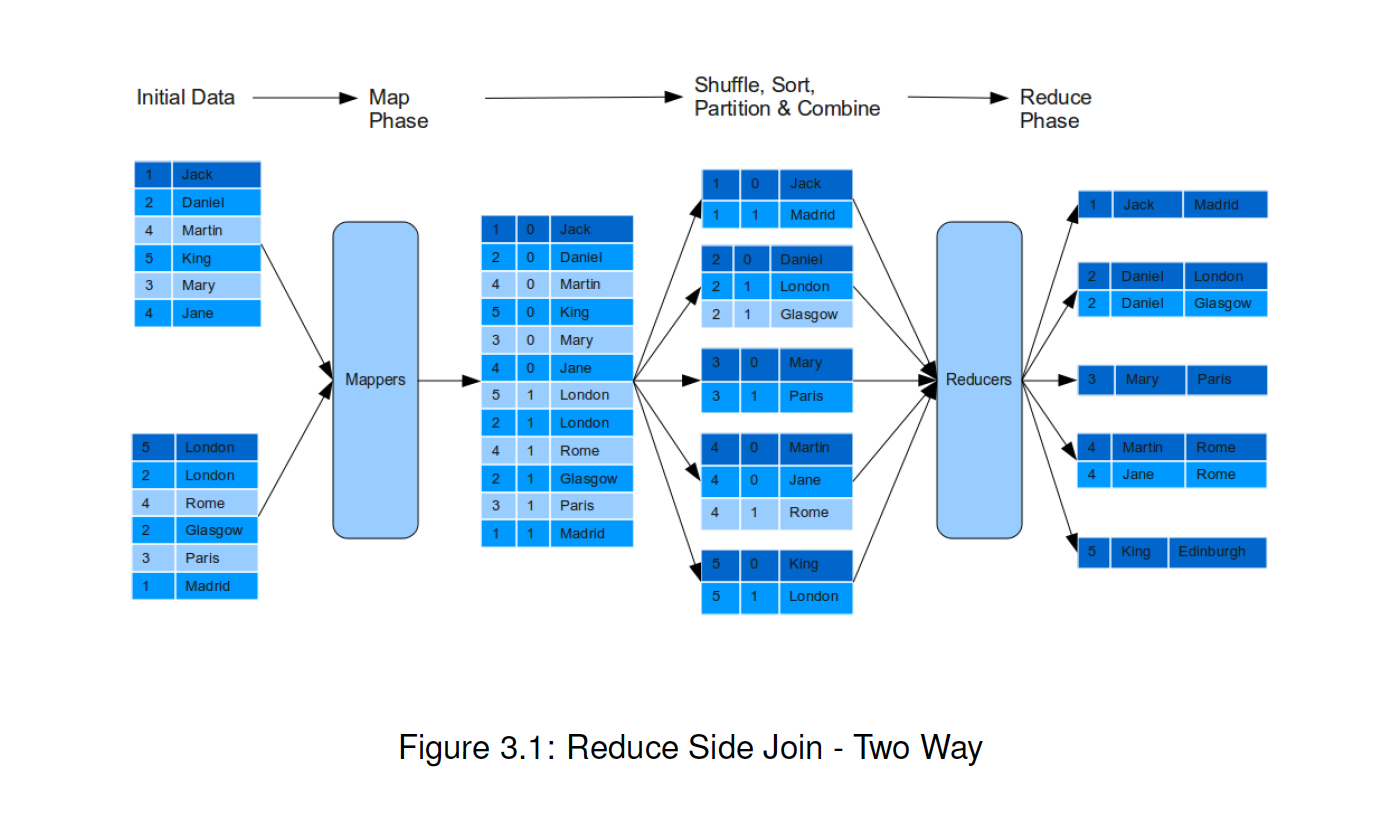 Initial Data
Map
Phase
Shuffle, Sort,
Partition & Combine
Reduce
Phase
1 Jack
2 Daniel
4 Martin
5 King
3 Mary
4 Jane
5 London
2 London
4 Rome
2 Glasgow
3 Paris
1 Madrid
Mappers
1 0 Jack
2 0 Daniel
4 0 Martin
5 0 King
3 0 Mary
4 0 Jane
5 1 London
2 1 London
4 1 Rome
2 1 Glasgow
3 1 Paris
1 1 Madrid
1 0 Jack
1 1 Madrid
2 0 Daniel
2 1 London
2 1 Glasgow
3 0 Mary
3 1 Paris
4 0 Martin
4 0 Jane
4 1 Rome
5 0 King
5 1 London
Reducers
1 Jack Madrid
2 Daniel London
2 Daniel Glasgow
3 Mary Paris
4 Martin Rome
4 Jane Rome
5 King Edinburgh
Figure 3.1: Reduce Side Join - Two Way